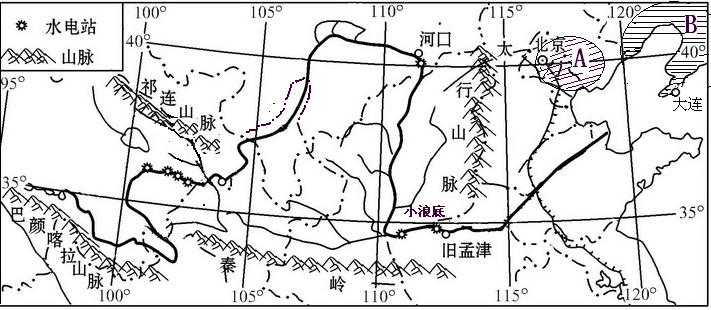 水电站
山脉
100°
105°
110°
115°
120°
40°
河口
太
北京
A
B
40°
大连
95°
祁连山脉
行山脉
35°
小浪底
35°
旧孟津
巴颜喀拉山脉
秦
岭
100°
105°
110°
115°
120°